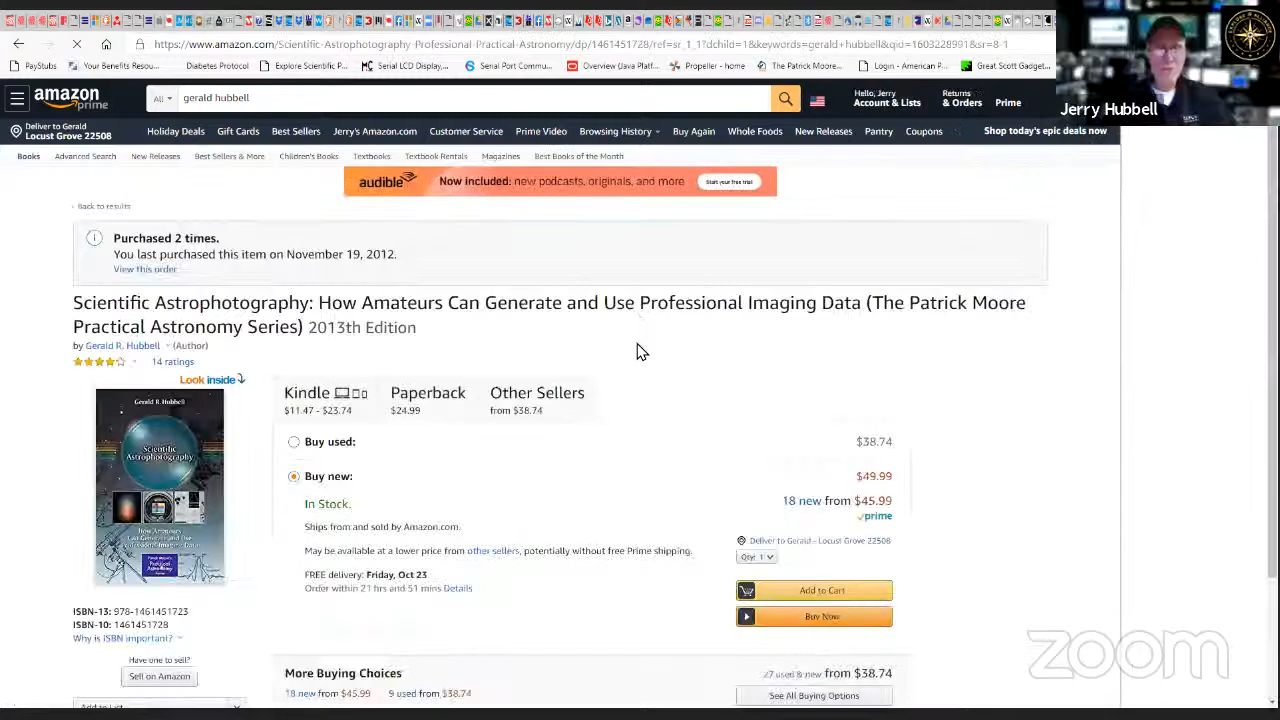 https://www.amazon.com/Scientific-Astrophotography-Professional-Practical-Astronomy/dp/1461451728/ref=sr_1_1?dchild=1&keywords=gerald+hubbell&qid=1603228991&sr=8-1
PayStubs
Your Benefits Resou...
Diabetes Protocol
Explore Scientific P...
Serial LCD Display,...
Serial Port Commu...
Overview (Java Platf...
Propeller - home
The Patrick Moore...
Login - American P...
Great Scott Gadget...
Jerry Hubbell
amazon prime
All
gerald hubbell
Hello, Jerry
Account & Lists
Returns
& Orders
Prime
Deliver to Gerald
Locust Grove 22508
Holiday Deals
Gift Cards
Best Sellers
Jerry's Amazon.com
Customer Service
Prime Video
Browsing History
Buy Again
Whole Foods
New Releases
Pantry
Coupons
Shop today's epic deals now
Books
Advanced Search
New Releases
Best Sellers & More
Children's Books
Textbooks
Textbook Rentals
Magazines
Best Books of the Month
audible
Now included: new podcasts, originals, and more
Start your free trial
‹ Back to results
Purchased 2 times.
You last purchased this item on November 19, 2012.
View this order
Scientific Astrophotography: How Amateurs Can Generate and Use Professional Imaging Data (The Patrick Moore
Practical Astronomy Series) 2013th Edition
by Gerald R. Hubbell (Author)
14 ratings
Look inside
Gerald R. Hubbell
Scientific
Astrophotography
How Amateurs
Can Generate and Use
Professional Imaging Data
Kindle
$11.47 - $23.74
Paperback
$24.99
Other Sellers
from $38.74
Buy used:
$38.74
Buy new:
$49.99
In Stock.
18 new from $45.99
prime
Ships from and sold by Amazon.com.
May be available at a lower price from other sellers, potentially without free Prime shipping.
Deliver to Gerald - Locust Grove 22508
Qty: 1
FREE delivery: Friday, Oct 23
Order within 21 hrs and 51 mins Details
Add to Cart
Buy Now
ISBN-13: 978-1461451723
ISBN-10: 1461451728
Why is ISBN important?
Have one to sell?
Sell on Amazon
Add to List
More Buying Choices
18 new from $45.99
9 used from $38.74
27 used & new from $38.74
See All Buying Options
zoom